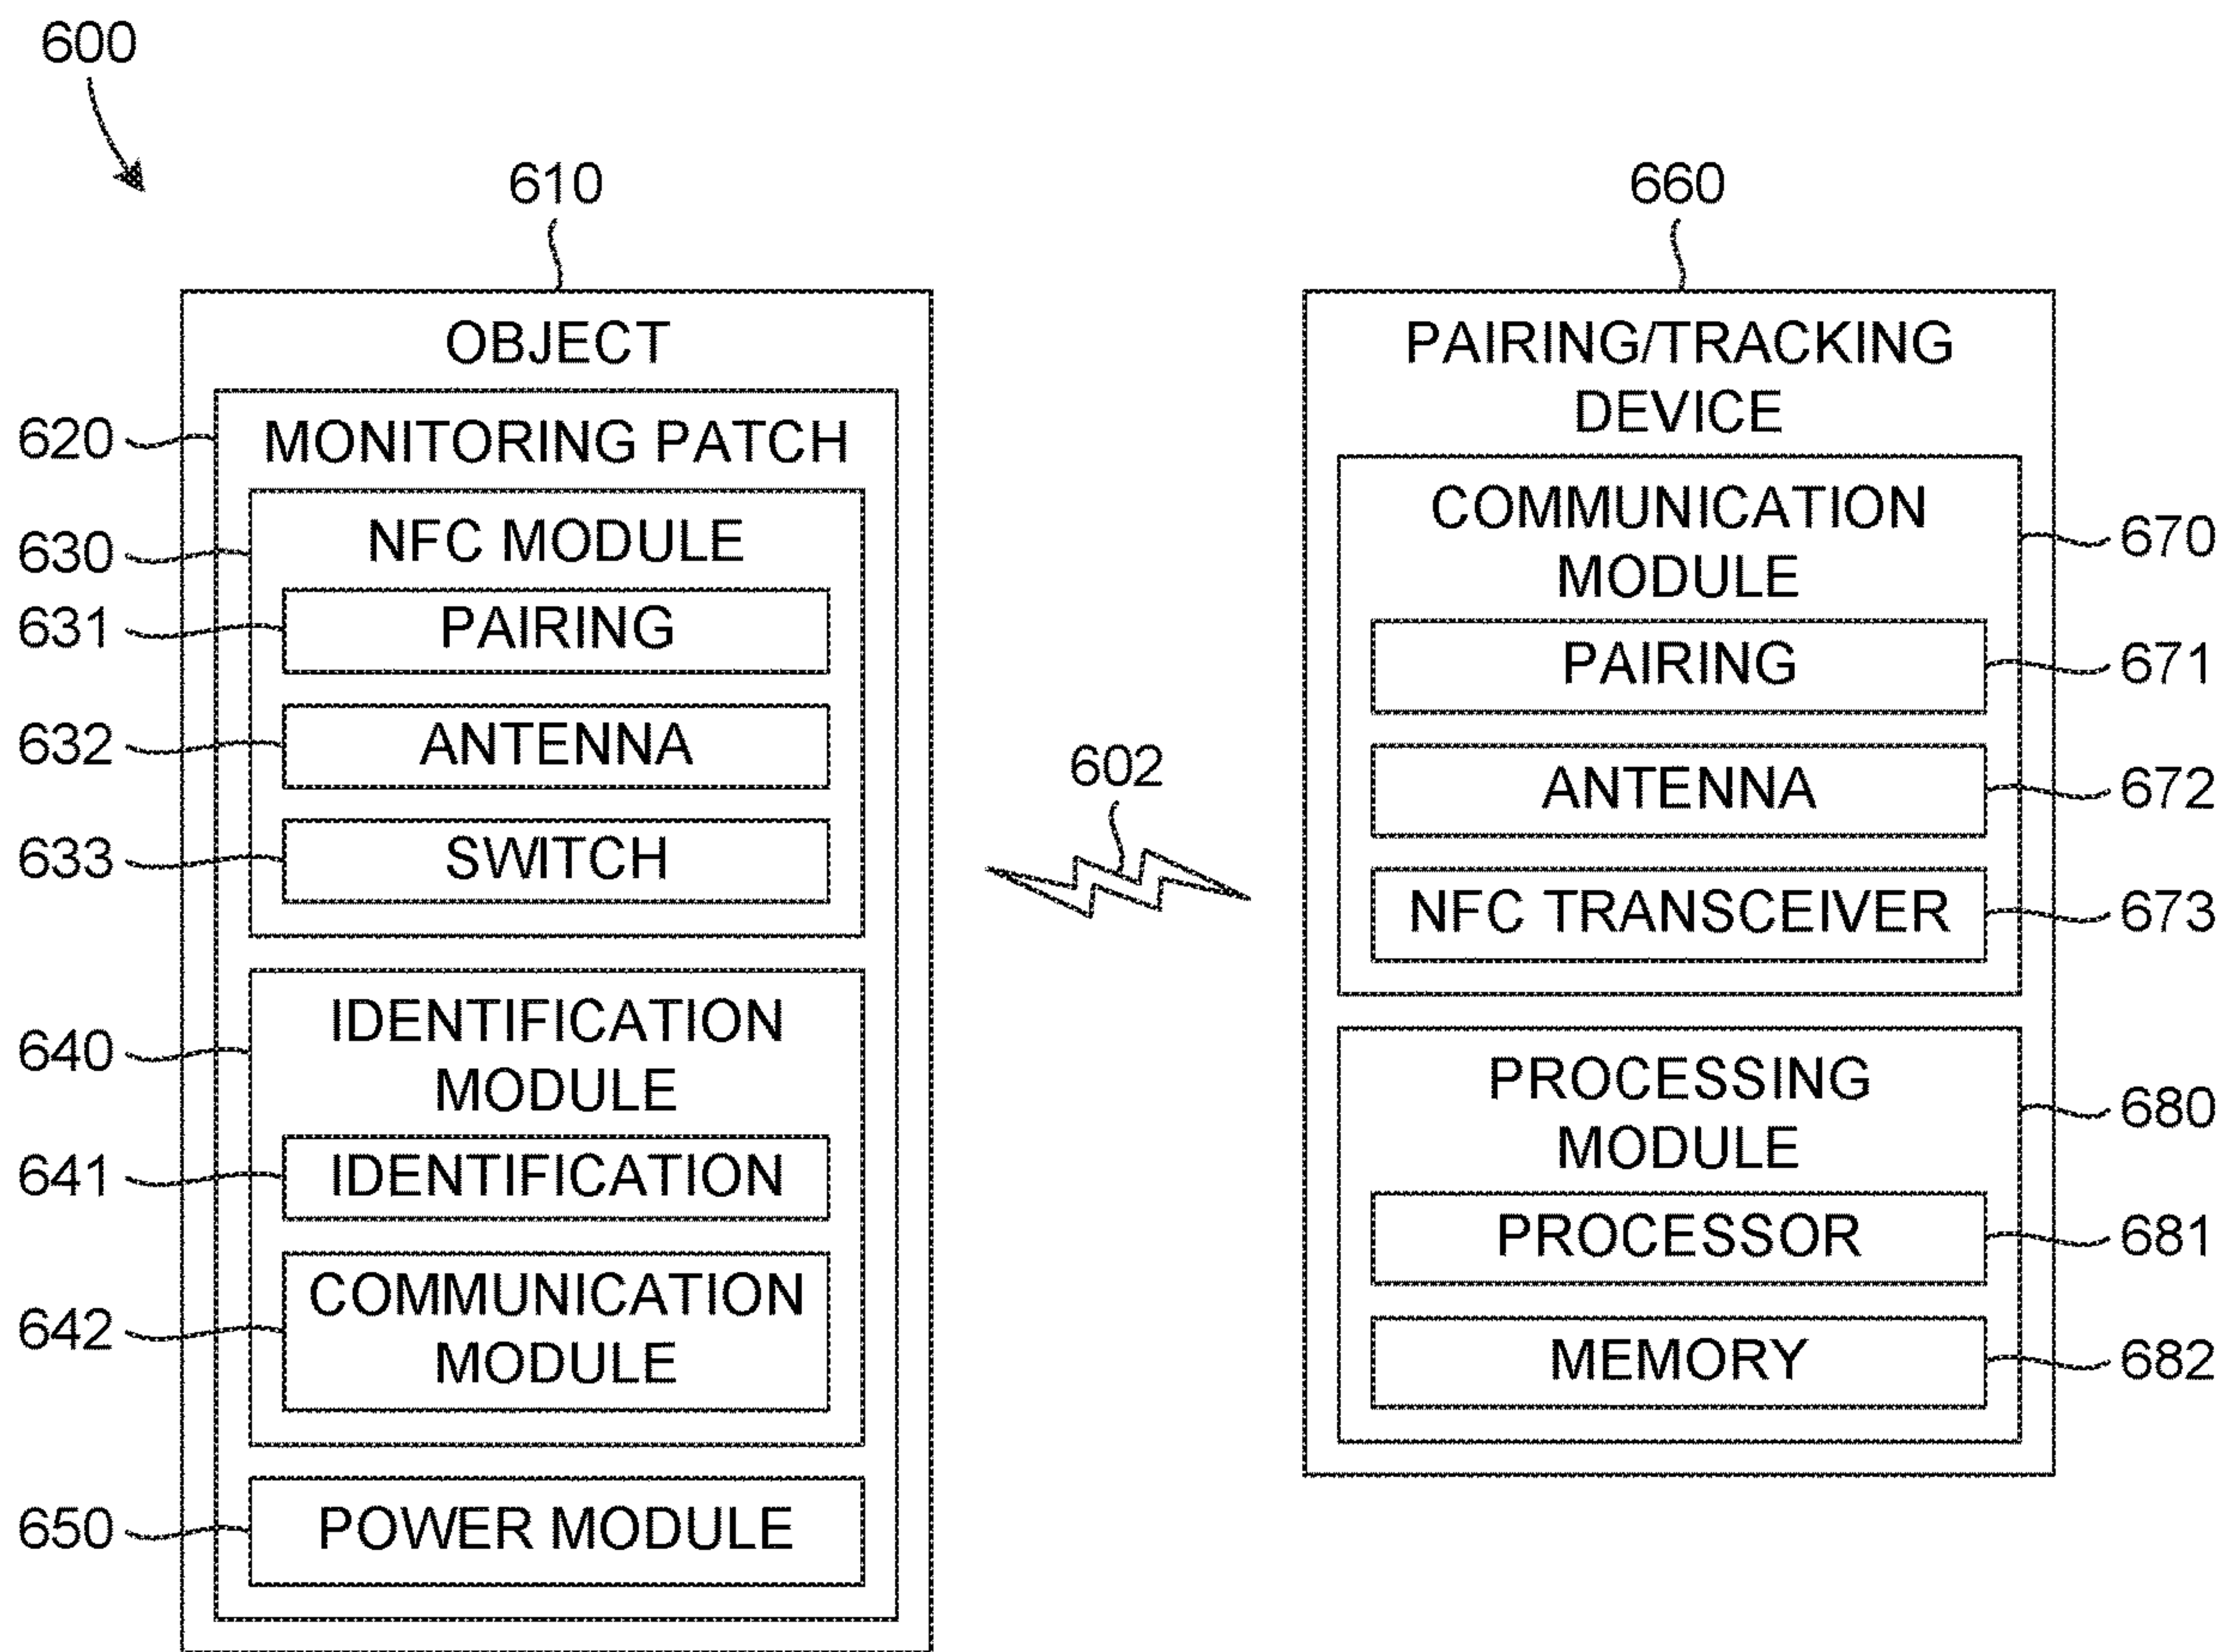 600
610
OBJECT
620
MONITORING PATCH
630
NFC MODULE
631
PAIRING
632
ANTENNA
633
SWITCH
640
IDENTIFICATION
MODULE
641
IDENTIFICATION
642
COMMUNICATION
MODULE
650
POWER MODULE
602
660
PAIRING/TRACKING
DEVICE
COMMUNICATION
MODULE
670
PAIRING
671
ANTENNA
672
NFC TRANSCEIVER
673
PROCESSING
MODULE
680
PROCESSOR
681
MEMORY
682